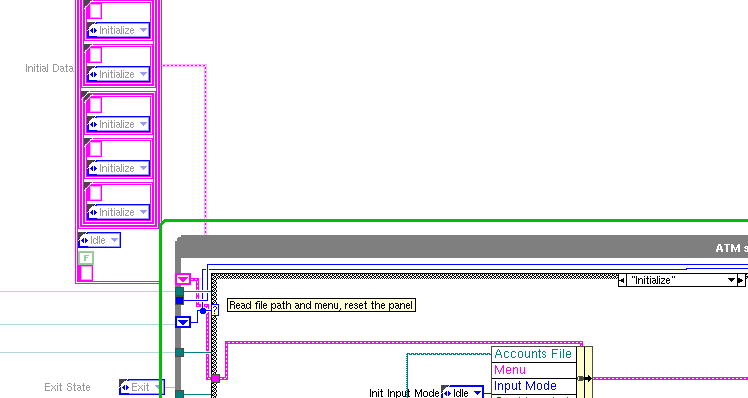 Initialize
Initial Data
Initialize
Initialize
Initialize
Initialize
Idle
F
ATM s
"Initialize"
Read file path and menu, reset the panel
?
Accounts File
Menu
Exit State
Exit
Init Input Mode
Idle
Input Mode